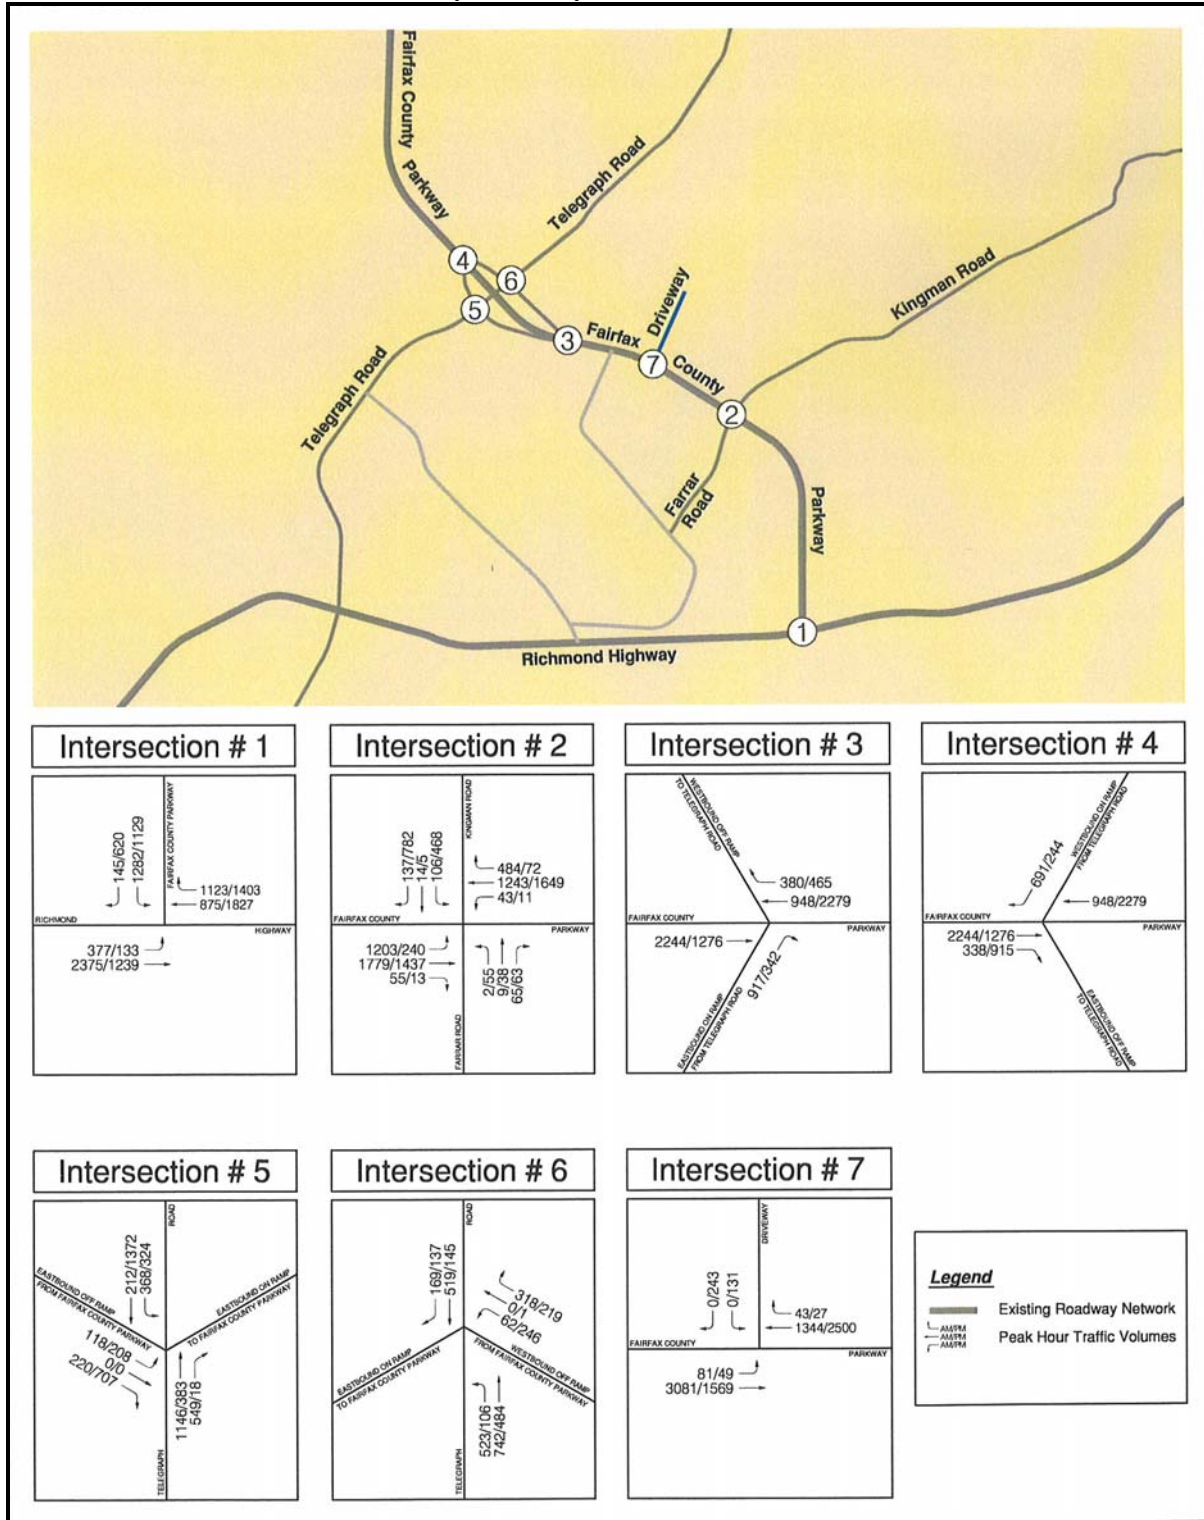 Fairfax County
Parkway
Telegraph Road
Kingman Road
4
6
5
3
Fairfax
Driveway
7
County
2
Telegraph Road
Farrar
Road
Parkway
1
Richmond Highway
Intersection # 1
145/620
1282/1129
FAIRFAX COUNTY PARKWAY
1123/1403
875/1827
RICHMOND
HIGHWAY
377/133
2375/1239
Intersection # 2
137/782
14/5
106/468
KINGMAN ROAD
484/72
1243/1649
43/11
FAIRFAX COUNTY
PARKWAY
1203/240
1779/1437
55/13
2/55
9/38
65/63
FARRAR ROAD
Intersection # 3
WESTBOUND OFF RAMP
TO TELEGRAPH ROAD
380/465
948/2279
FAIRFAX COUNTY
PARKWAY
2244/1276
917/342
EASTBOUND ON RAMP
FROM TELEGRAPH ROAD
Intersection # 4
691/244
WESTBOUND ON RAMP
FROM TELEGRAPH ROAD
948/2279
FAIRFAX COUNTY
PARKWAY
2244/1276
338/915
EASTBOUND OFF RAMP
TO TELEGRAPH ROAD
Intersection # 5
212/1372
368/324
ROAD
EASTBOUND OFF RAMP
FROM FAIRFAX COUNTY PARKWAY
EASTBOUND ON RAMP
TO FAIRFAX COUNTY PARKWAY
118/208
0/0
220/707
1146/383
549/18
TELEGRAPH
Intersection # 6
169/137
519/145
ROAD
318/219
0/1
62/246
EASTBOUND ON RAMP
TO FAIRFAX COUNTY PARKWAY
WESTBOUND OFF RAMP
FROM FAIRFAX COUNTY PARKWAY
523/106
742/484
TELEGRAPH
Intersection # 7
0/243
0/131
DRIVEWAY
43/27
1344/2500
FAIRFAX COUNTY
PARKWAY
81/49
3081/1569
Legend
Existing Roadway Network
AM/PM
AM/PM
AM/PM
Peak Hour Traffic Volumes